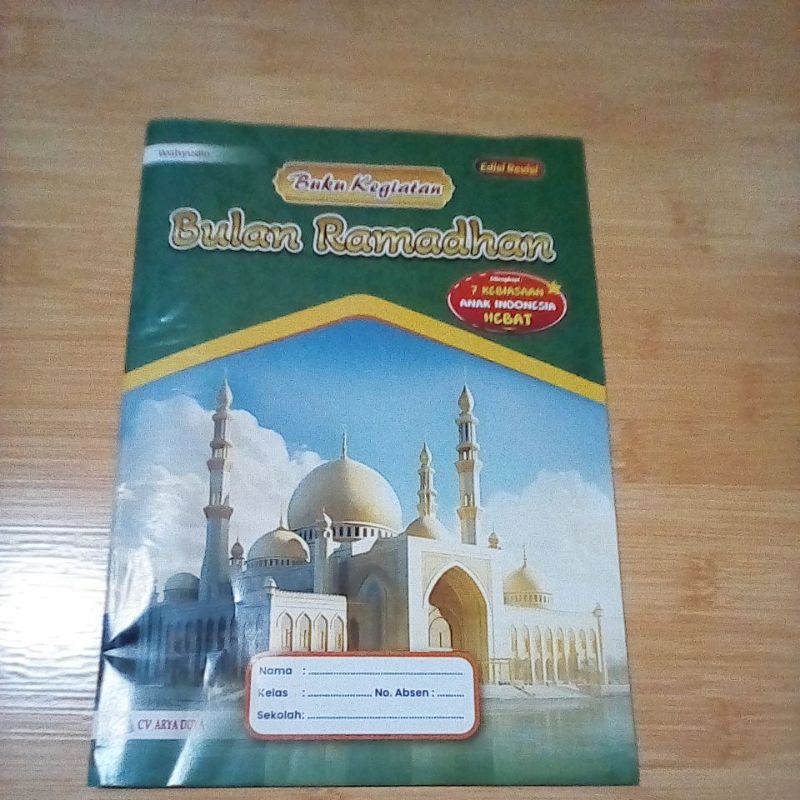 Wahyudin
Buku Kegiatan
Edisi Revisi
Bulan Ramadhan
Dilengkapi
7 KEBIASAAN
ANAK INDONESIA
HEBAT
Nama : ..............................
Kelas : .................. No. Absen : ........
Sekolah: ..............................
CV ARYA